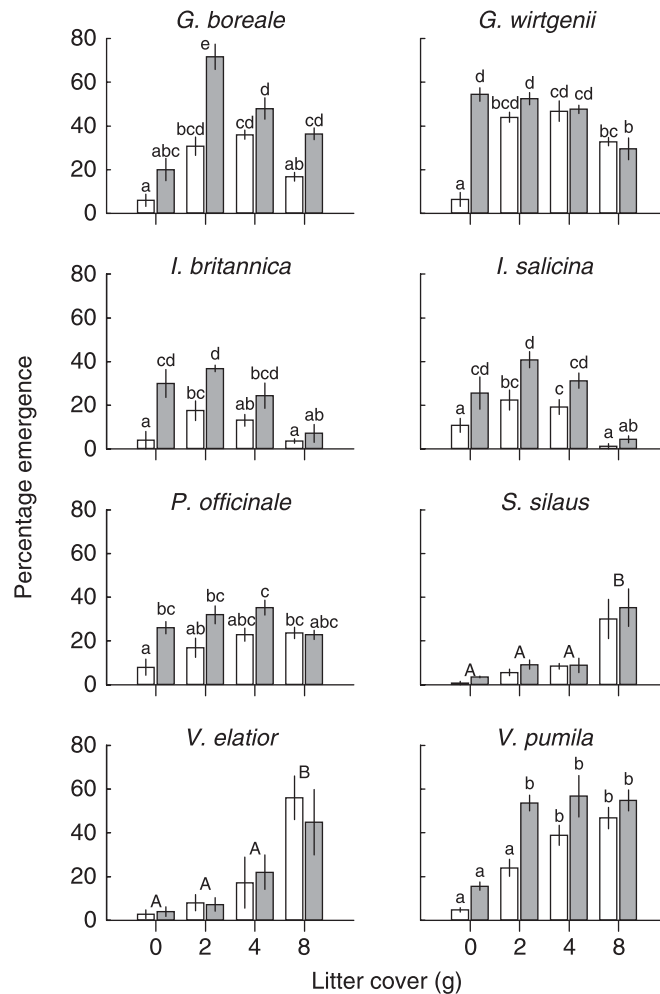 G. boreale
G. wirtgenii
80
60
40
20
0
a
abc
bcd
e
cd
d
ab
cd
a
d
bcd
d
cd
cd
bc
b
I. britannica
I. salicina
80
60
40
20
0
a
cd
bc
d
ab
bcd
a
ab
a
cd
bc
d
c
cd
a
ab
Percentage emergence
P. officinale
S. silaus
80
60
40
20
0
a
bc
ab
bc
abc
c
bc
abc
A
A
A
B
V. elatior
V. pumila
80
60
40
20
0
A
A
A
B
a
a
a
b
b
b
b
b
0 2 4 8
0 2 4 8
Litter cover (g)